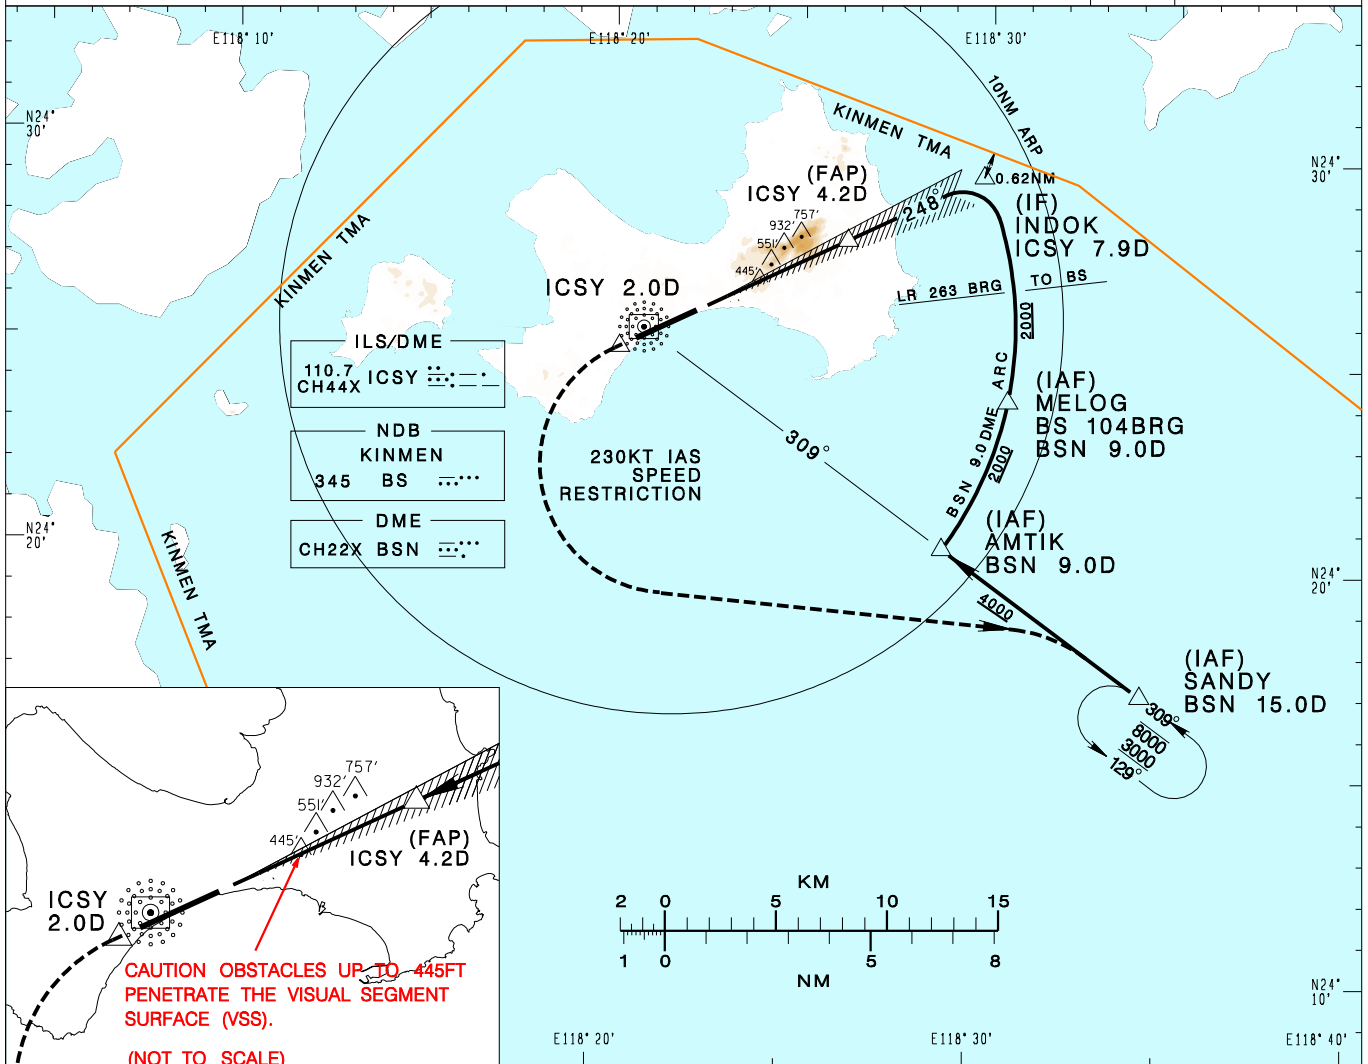 E118° 10'
E118° 20'
E118° 30'
N24°
30'
N24°
30'
10NM ARP
KINMEN TMA
KINMEN TMA
KINMEN TMA
0.62NM
(FAP)
ICSY 4.2D
248°
757'
932'
551'
445'
(IF)
INDOK
ICSY 7.9D
LR 263 BRG TO BS
2000
ICSY 2.0D
ILS/DME
110.7
CH44X
ICSY
NDB
KINMEN
345 BS
DME
CH22X BSN
230KT IAS
SPEED
RESTRICTION
309°
BSN 9.0DME ARC
2000
(IAF)
MELOG
BS 104BRG
BSN 9.0D
(IAF)
AMTIK
BSN 9.0D
4000
N24°
20'
N24°
20'
(IAF)
SANDY
BSN 15.0D
309°
8000
3000
129°
757'
932'
551'
445'
(FAP)
ICSY 4.2D
ICSY
2.0D
CAUTION OBSTACLES UP TO 445FT
PENETRATE THE VISUAL SEGMENT
SURFACE (VSS).
(NOT TO SCALE)
KM
2 0 5 10 15
1 0 5 8
NM
N24°
10'
E118° 20'
E118° 30'
E118° 40'